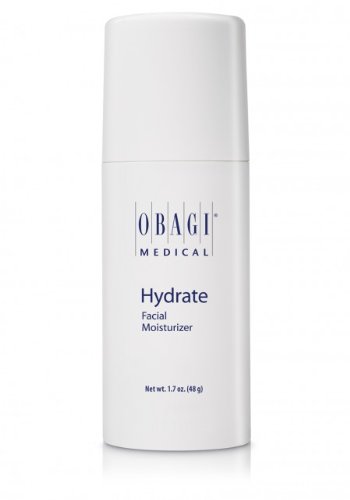 OBAGI®
MEDICAL
Hydrate
Facial
Moisturizer
Net wt. 1.7 oz. (48 g)